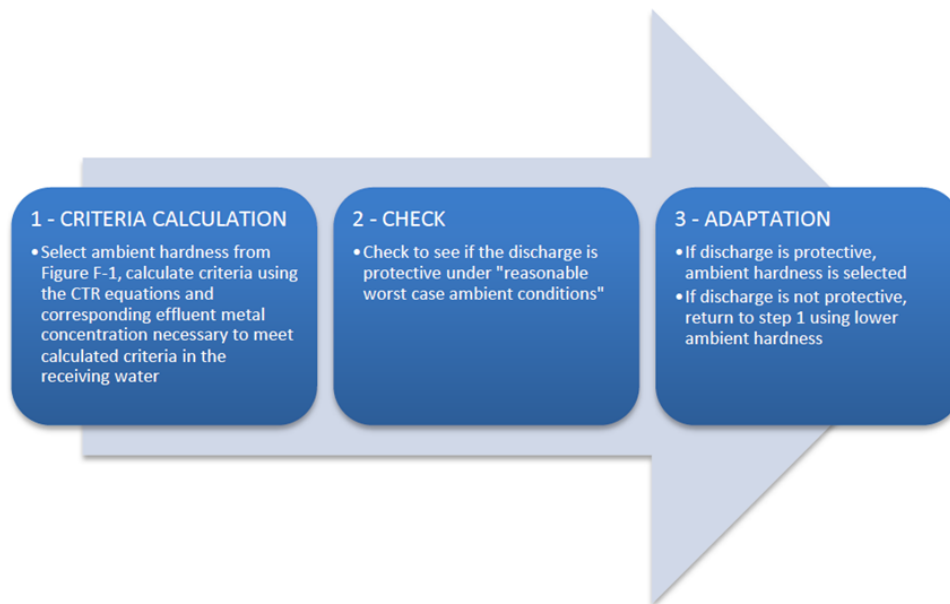 1 - CRITERIA CALCULATION
•Select ambient hardness from
Figure F-1, calculate criteria using
the CTR equations and
corresponding effluent metal
concentration necessary to meet
calculated criteria in the
receiving water
2 - CHECK
•Check to see if the discharge is
protective under "reasonable
worst case ambient conditions"
3 - ADAPTATION
•If discharge is protective,
ambient hardness is selected
•If discharge is not protective,
return to step 1 using lower
ambient hardness